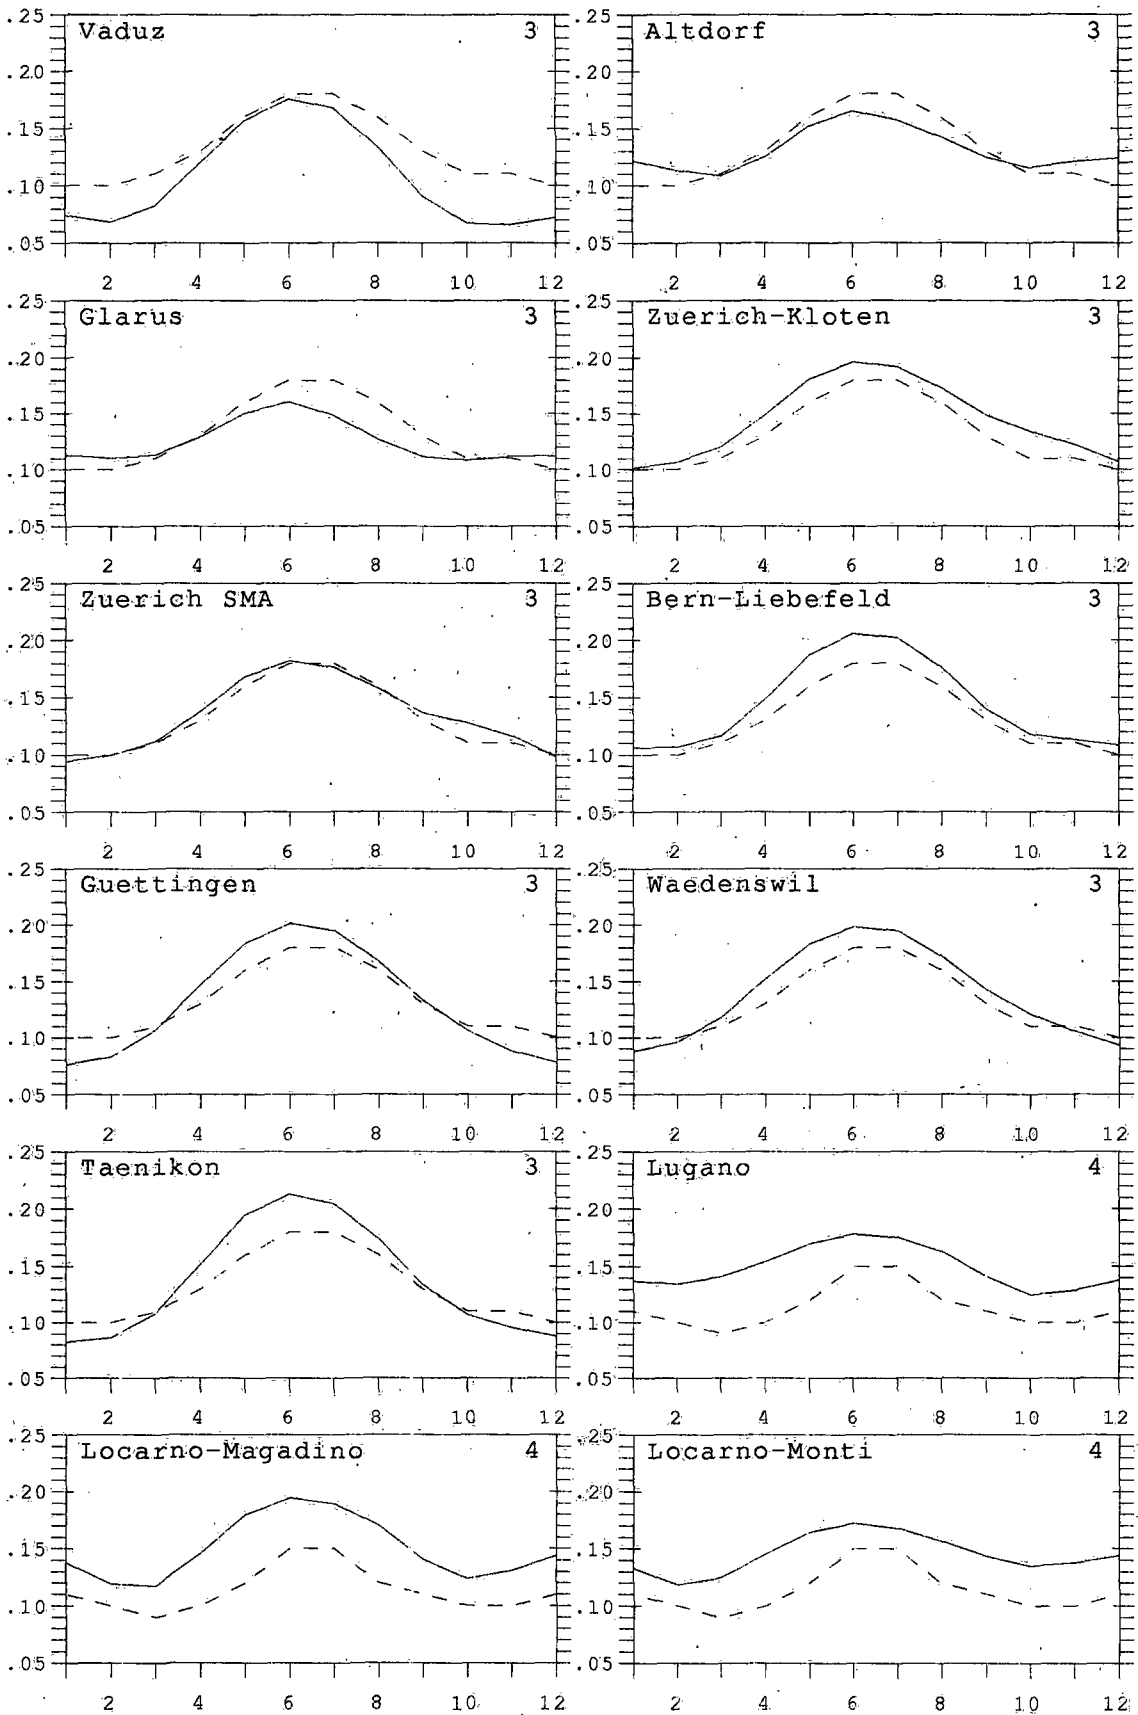 .25 Vaduz 3
.20
.15
.10
.05
2 4 6 8 10 12
.25 Altdorf 3
.20
.15
.10
.05
2 4 6 8 10 12
.25 Glarus 3
.20
.15
.10
.05
2 4 6 8 10 12
.25 Zuerich-Kloten 3
.20
.15
.10
.05
2 4 6 8 10 12
.25 Zuerich SMA 3
.20
.15
.10
.05
2 4 6 8 10 12
.25 Bern-Liebefeld 3
.20
.15
.10
.05
2 4 6 8 10 12
.25 Guettingen 3
.20
.15
.10
.05
2 4 6 8 10 12
.25 Waedenswil 3
.20
.15
.10
.05
2 4 6 8 10 12
.25 Taenikon 3
.20
.15
.10
.05
2 4 6 8 10 12
.25 Lugano 4
.20
.15
.10
.05
2 4 6 8 10 12
.25 Locarno-Magadino 4
.20
.15
.10
.05
2 4 6 8 10 12
.25 Locarno-Monti 4
.20
.15
.10
.05
2 4 6 8 10 12